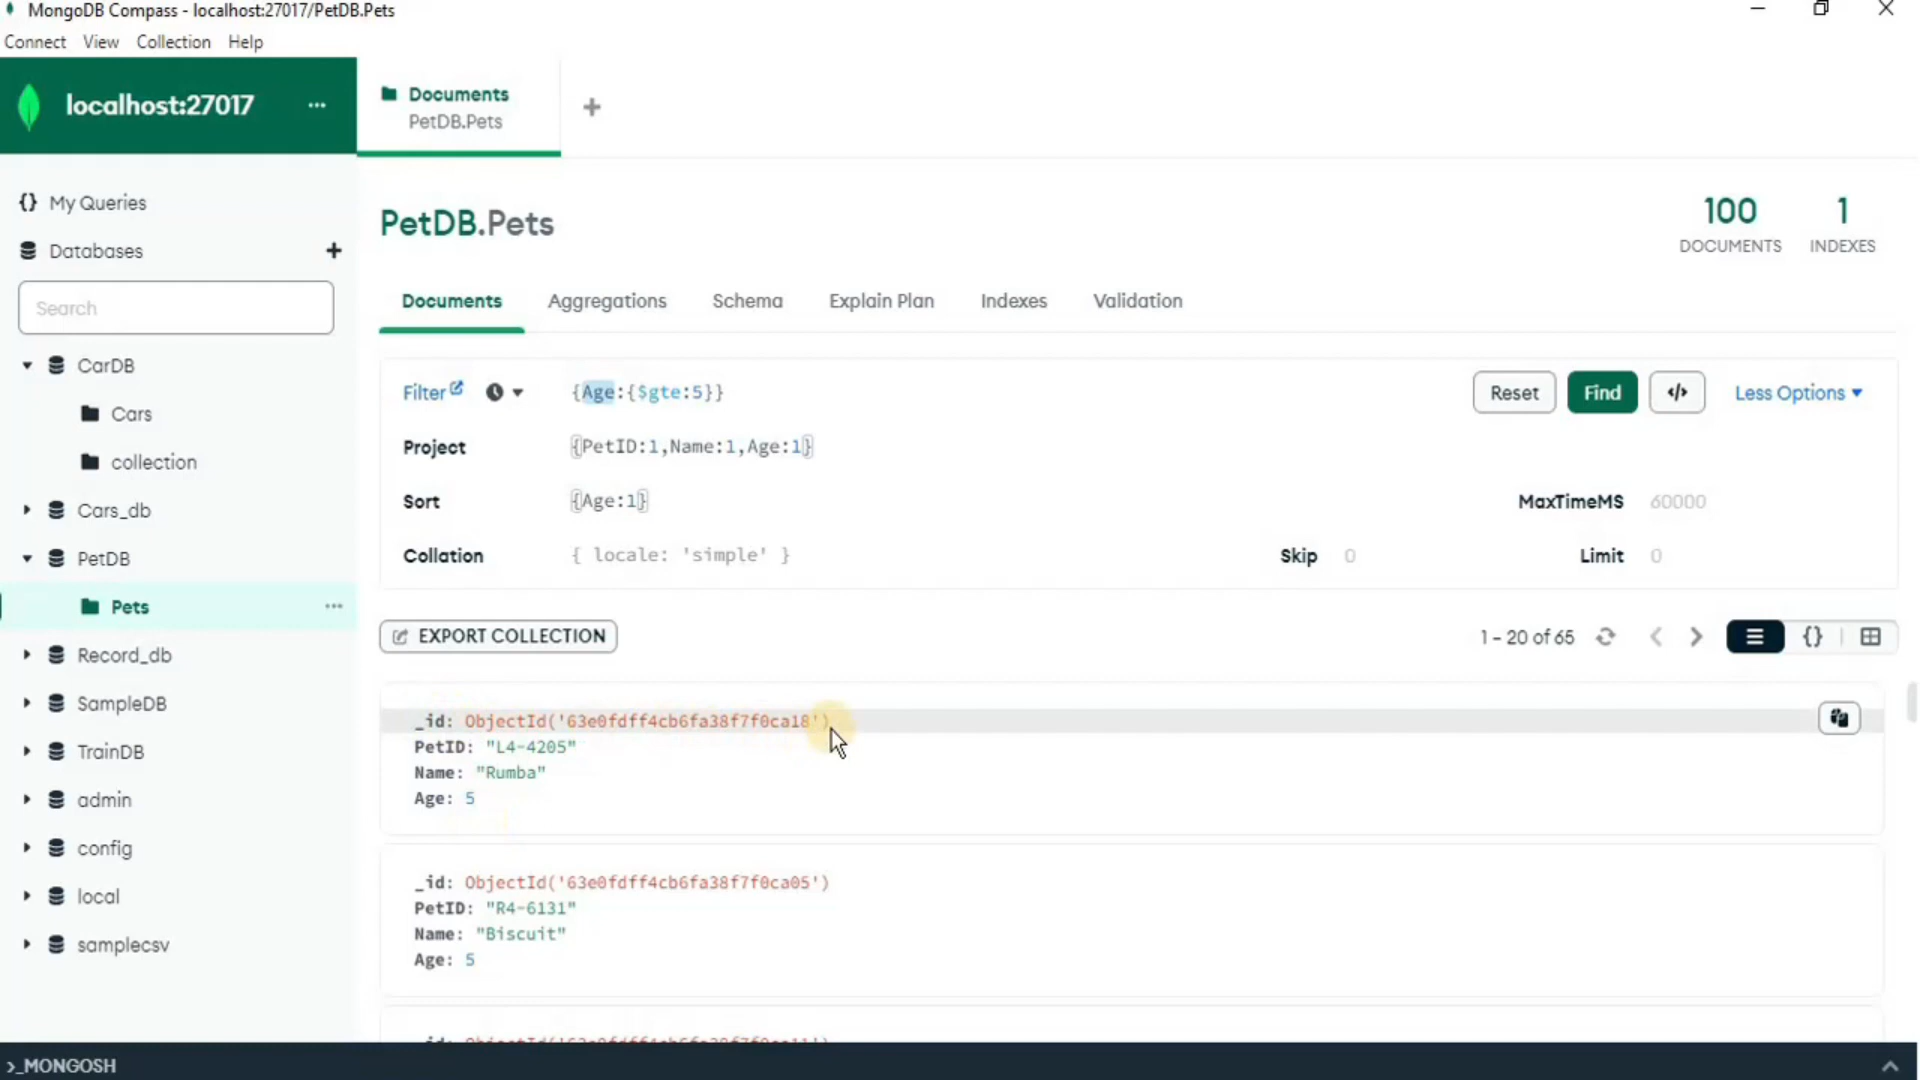 MongoDB Compass - localhost:27017/PetDB.Pets
Connect View Collection Help
localhost:27017 ...
Documents
PetDB.Pets
+
{} My Queries
Databases +
Search
CarDB
Cars
collection
Cars_db
PetDB
Pets ...
Record_db
SampleDB
TrainDB
admin
config
local
samplecsv
PetDB.Pets
100
DOCUMENTS
1
INDEXES
Documents Aggregations Schema Explain Plan Indexes Validation
Filter {Age:{$gte:5}} Reset Find </> Less Options
Project {PetID:1,Name:1,Age:1}
Sort {Age:1} MaxTimeMS 60000
Collation { locale: 'simple' } Skip 0 Limit 0
EXPORT COLLECTION 1 – 20 of 65 {}
_id: ObjectId('63e0fdff4cb6fa38f7f0ca18')
PetID: "L4-4205"
Name: "Rumba"
Age: 5
_id: ObjectId('63e0fdff4cb6fa38f7f0ca05')
PetID: "R4-6131"
Name: "Biscuit"
Age: 5
_id: ObjectId('63e0fdff4cb6fa38f7f0ca11')
>_MONGOSH